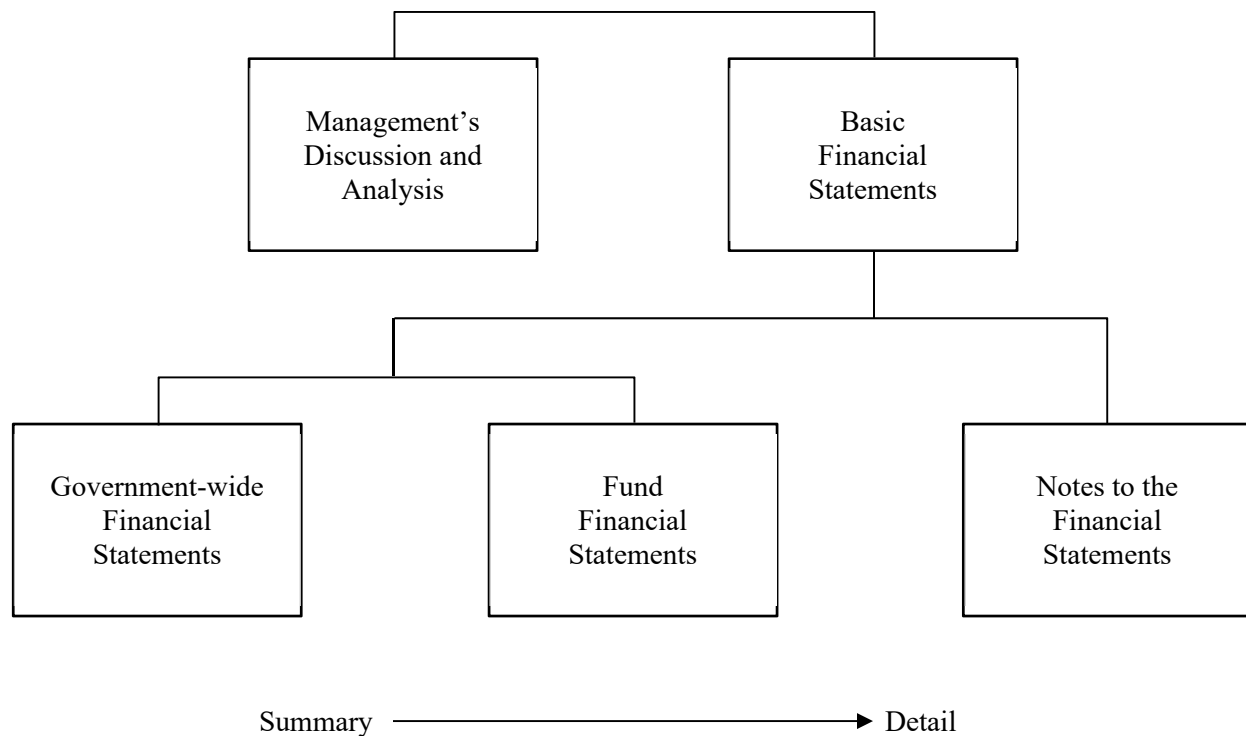 Management’s
Discussion and
Analysis
Basic
Financial
Statements
Government-wide
Financial
Statements
Fund
Financial
Statements
Notes to the
Financial
Statements
Summary
Detail